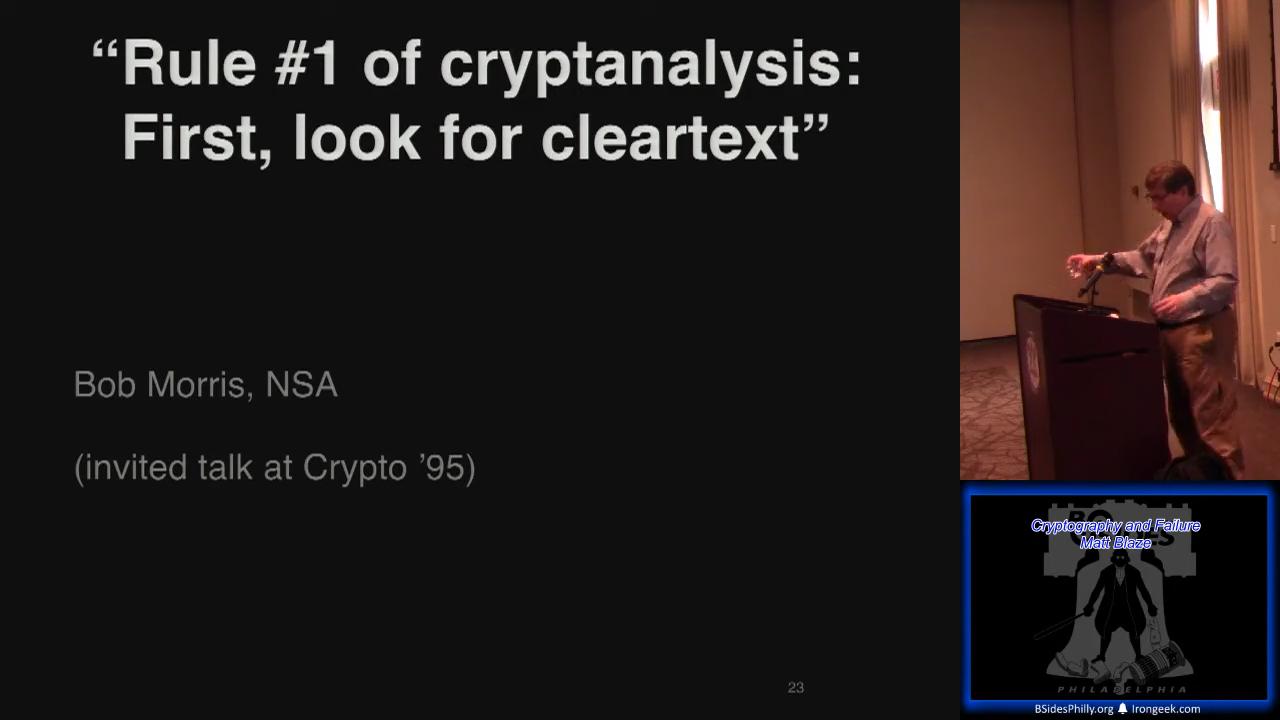 “Rule #1 of cryptanalysis:
First, look for cleartext”
Bob Morris, NSA
(invited talk at Crypto ’95)
23
Cryptography and Failure
Matt Blaze
PHILADELPHIA
BSidesPhilly.org Irongeek.com